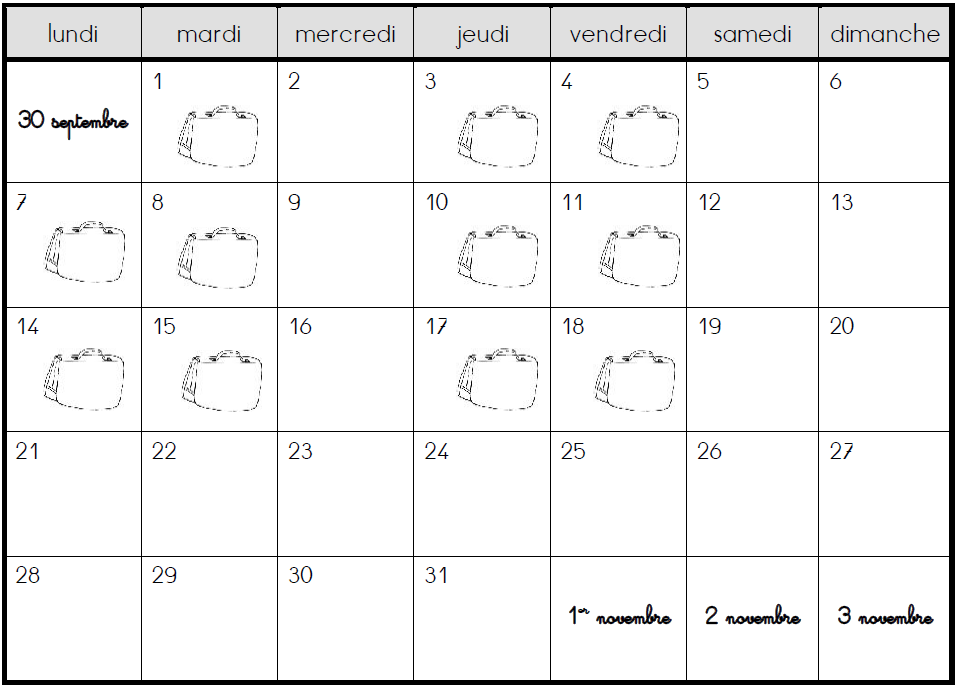 lundi mardi mercredi jeudi vendredi samedi dimanche
30 septembre 1 2 3 4 5 6
7 8 9 10 11 12 13
14 15 16 17 18 19 20
21 22 23 24 25 26 27
28 29 30 31 1er novembre 2 novembre 3 novembre